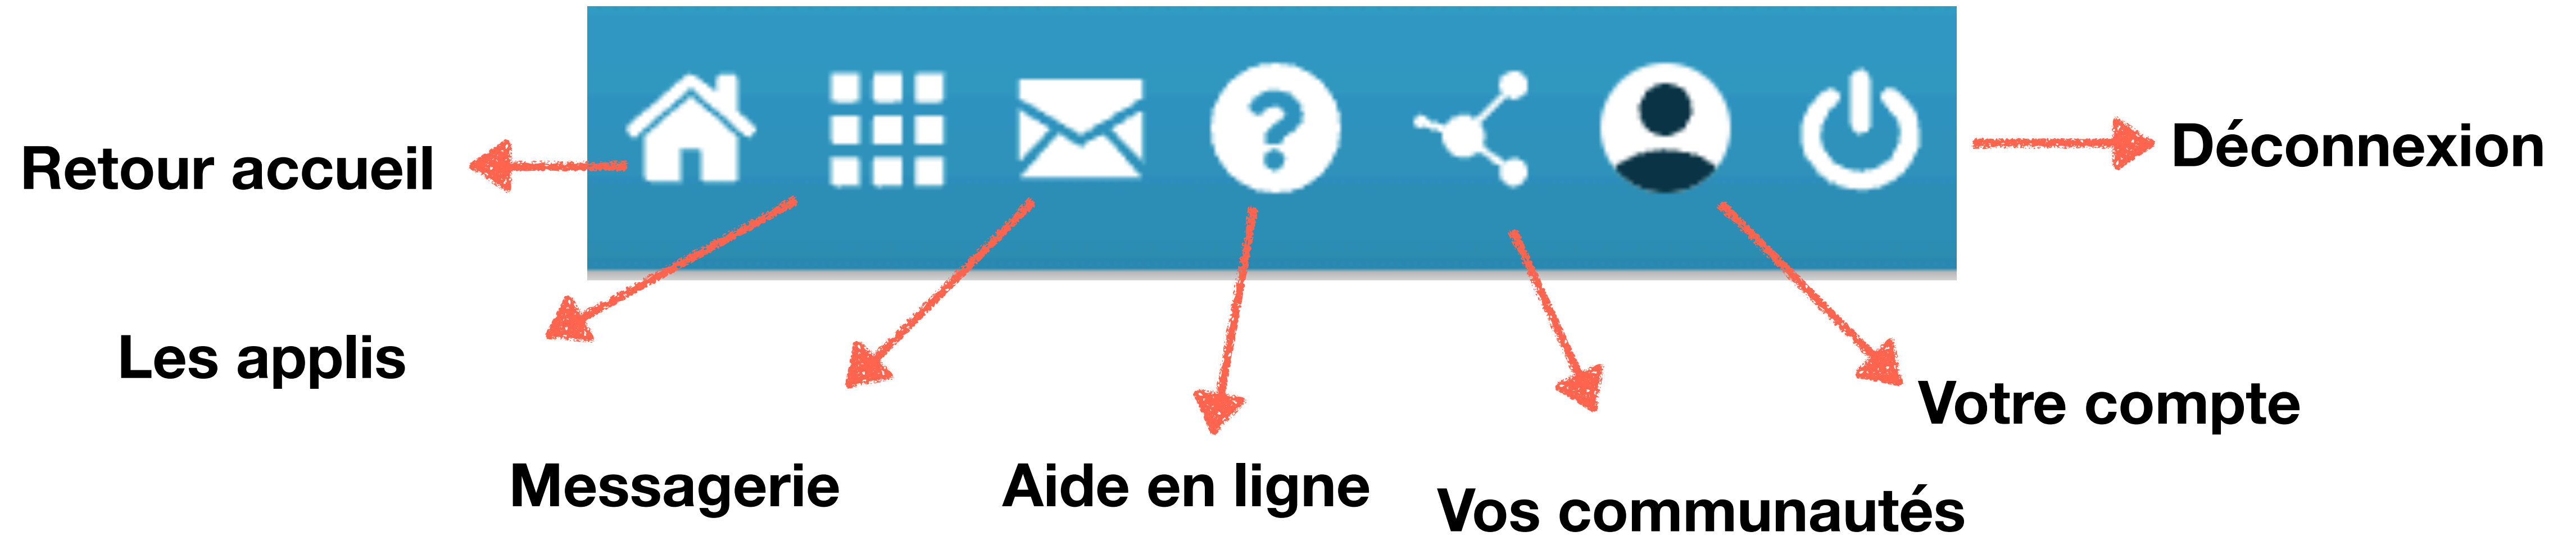 Retour accueil
Déconnexion
Les applis
Votre compte
Messagerie
Aide en ligne
Vos communautés